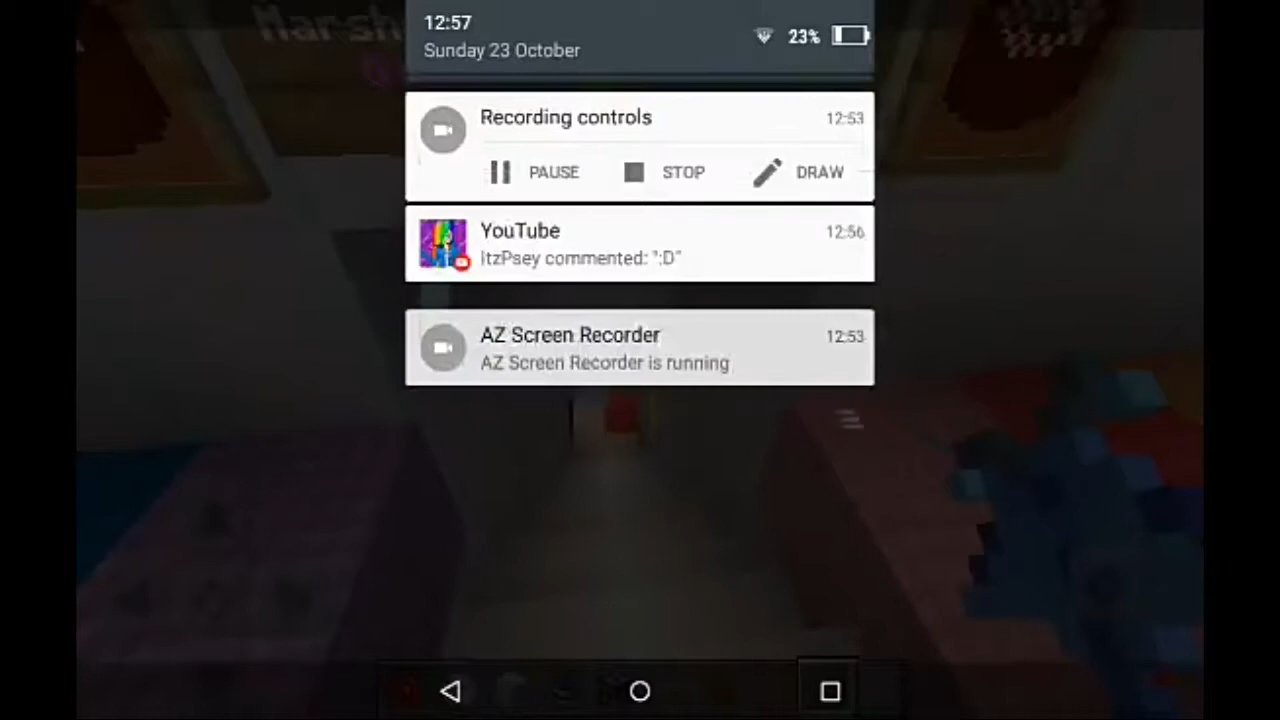 12:57
23%
Sunday 23 October
Recording controls
12:53
PAUSE
STOP
DRAW
YouTube
12:56
ItzPsey commented: ":D"
AZ Screen Recorder
12:53
AZ Screen Recorder is running